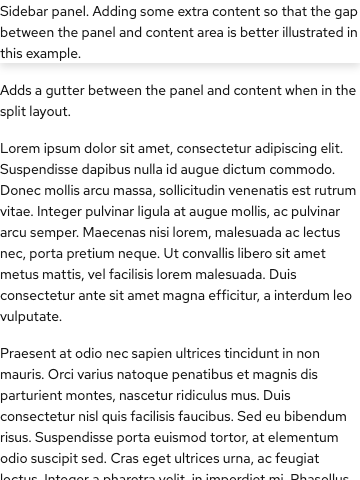 Sidebar panel. Adding some extra content so that the gap
between the panel and content area is better illustrated in
this example.
Adds a gutter between the panel and content when in the
split layout.
Lorem ipsum dolor sit amet, consectetur adipiscing elit.
Suspendisse dapibus nulla id augue dictum commodo.
Donec mollis arcu massa, sollicitudin venenatis est rutrum
vitae. Integer pulvinar ligula at augue mollis, ac pulvinar
arcu semper. Maecenas nisi lorem, malesuada ac lectus
nec, porta pretium neque. Ut convallis libero sit amet
metus mattis, vel facilisis lorem malesuada. Duis
consectetur ante sit amet magna efficitur, a interdum leo
vulputate.
Praesent at odio nec sapien ultrices tincidunt in non
mauris. Orci varius natoque penatibus et magnis dis
parturient montes, nascetur ridiculus mus. Duis
consectetur nisl quis facilisis faucibus. Sed eu bibendum
risus. Suspendisse porta euismod tortor, at elementum
odio suscipit sed. Cras eget ultrices urna, ac feugiat
lectus. Integer a pharetra velit, in imperdiet mi. Phasellus